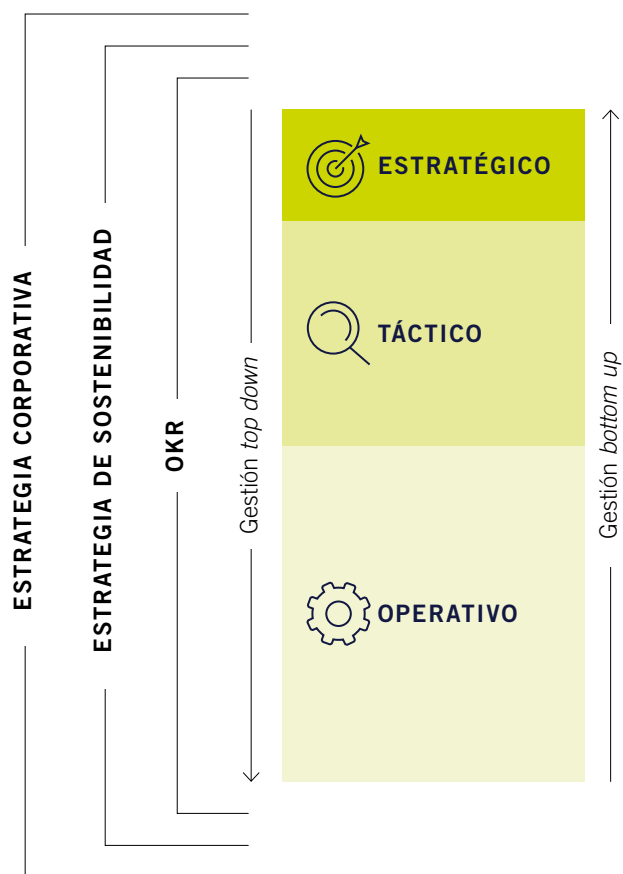 ESTRATEGIA CORPORATIVA
ESTRATEGIA DE SOSTENIBILIDAD
OKR
Gestión top down
ESTRATÉGICO
TÁCTICO
OPERATIVO
Gestión bottom up